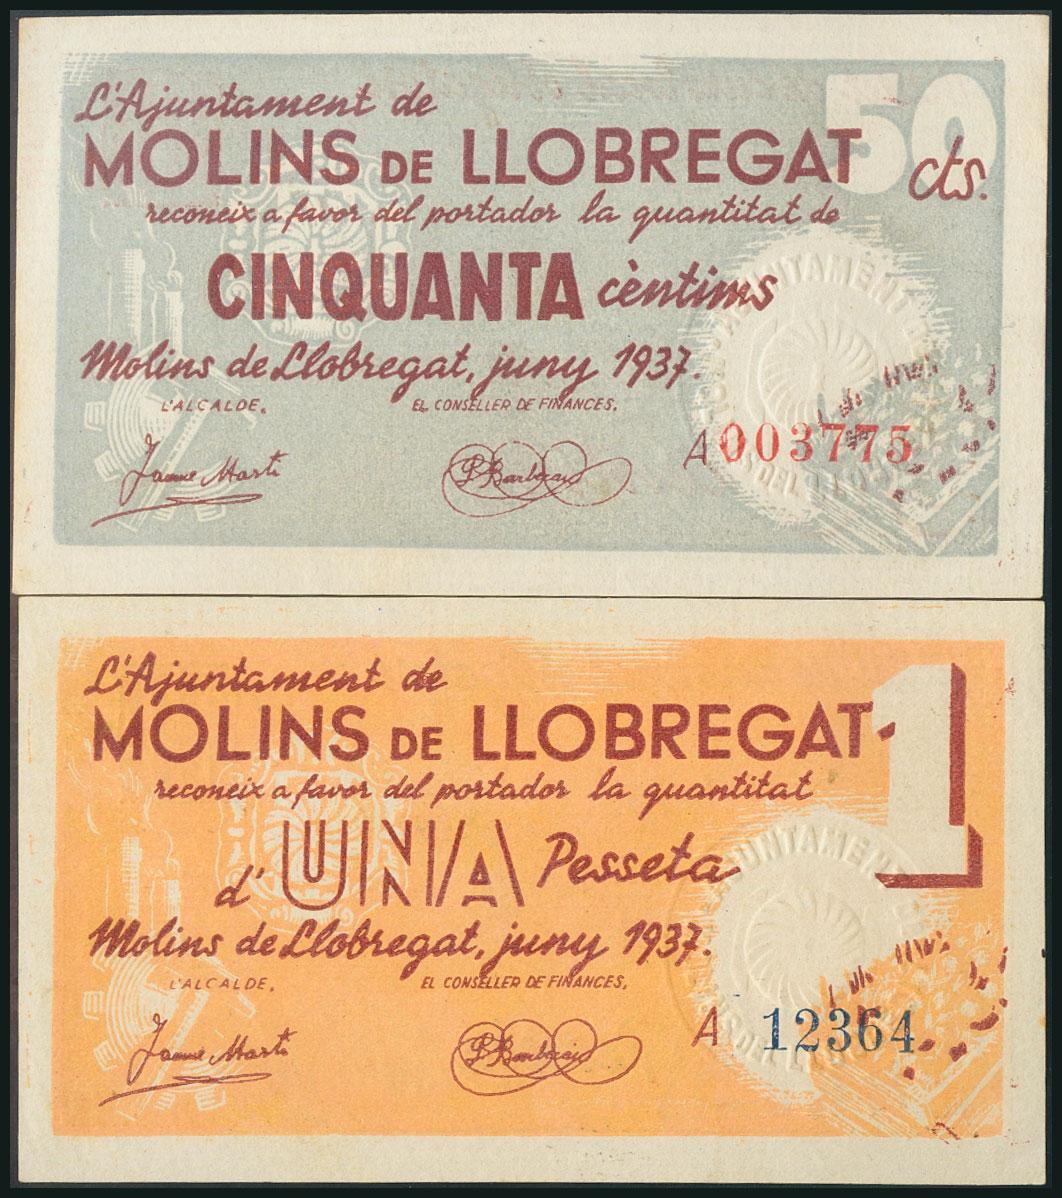 L'Ajuntament de
50
MOLINS DE LLOBREGAT
cts.
reconeix a favor del portador la quantitat de
CINQUANTA cèntims
Molins de Llobregat, juny 1937.
L'ALCALDE.
EL CONSELLER DE FINANCES.
A 003775
Jaume Martí
L'Ajuntament de
1
MOLINS DE LLOBREGAT
reconeix a favor del portador la quantitat
d'UNA Pesseta
Molins de Llobregat, juny 1937.
L'ALCALDE.
EL CONSELLER DE FINANCES.
A 12364
Jaume Martí